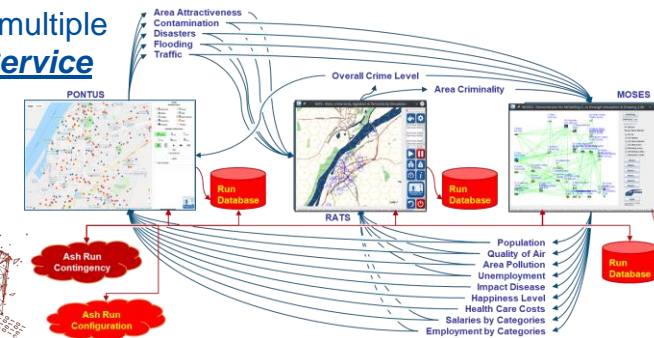 multiple
Service
Area Attractiveness
Contamination
Disasters
Flooding
Traffic
Overall Crime Level
Area Criminality
PONTUS
MOSES
RATS
Run
Database
Run
Database
Run
Database
Ash Run
Contingency
Ash Run
Configuration
Population
Quality of Air
Area Pollution
Unemployment
Impact Disease
Happiness Level
Health Care Costs
Salaries by Categories
Employment by Categories